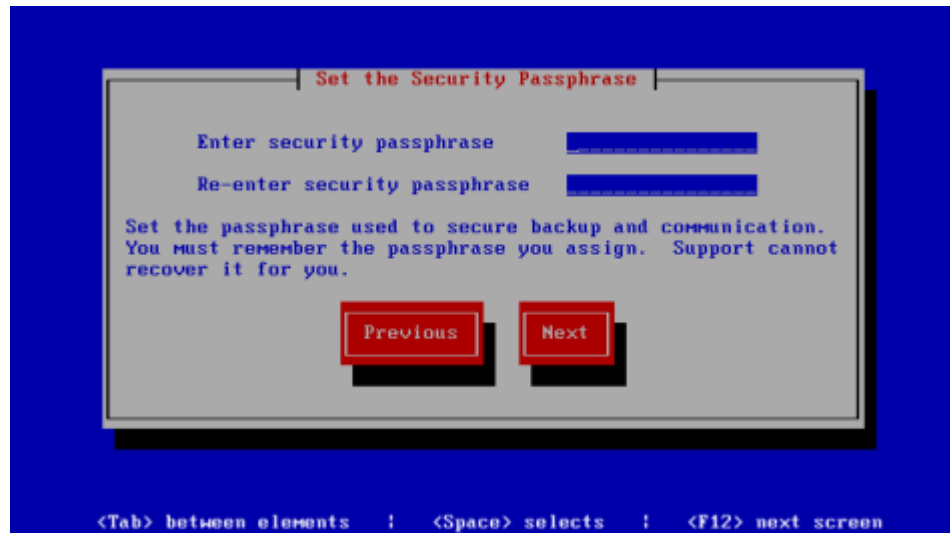 Set the Security Passphrase
Enter security passphrase
Re-enter security passphrase
Set the passphrase used to secure backup and communication.
You must remember the passphrase you assign.  Support cannot
recover it for you.
Previous
Next
<Tab> between elements  |  <Space> selects  |  <F12> next screen